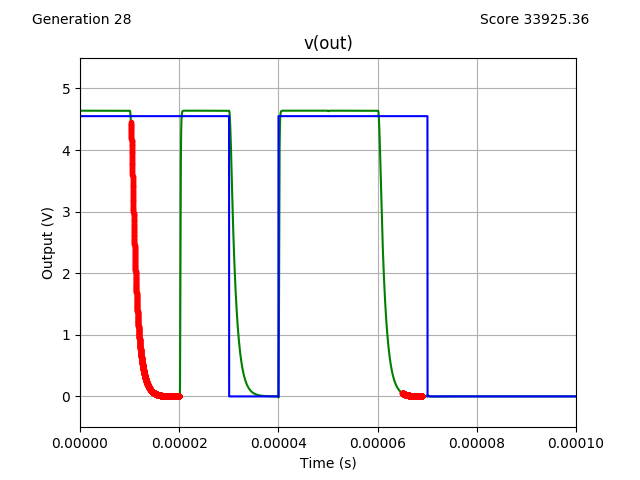 Generation 28
Score 33925.36
v(out)
Output (V)
5
4
3
2
1
0
0.00000
0.00002
0.00004
0.00006
0.00008
0.00010
Time (s)